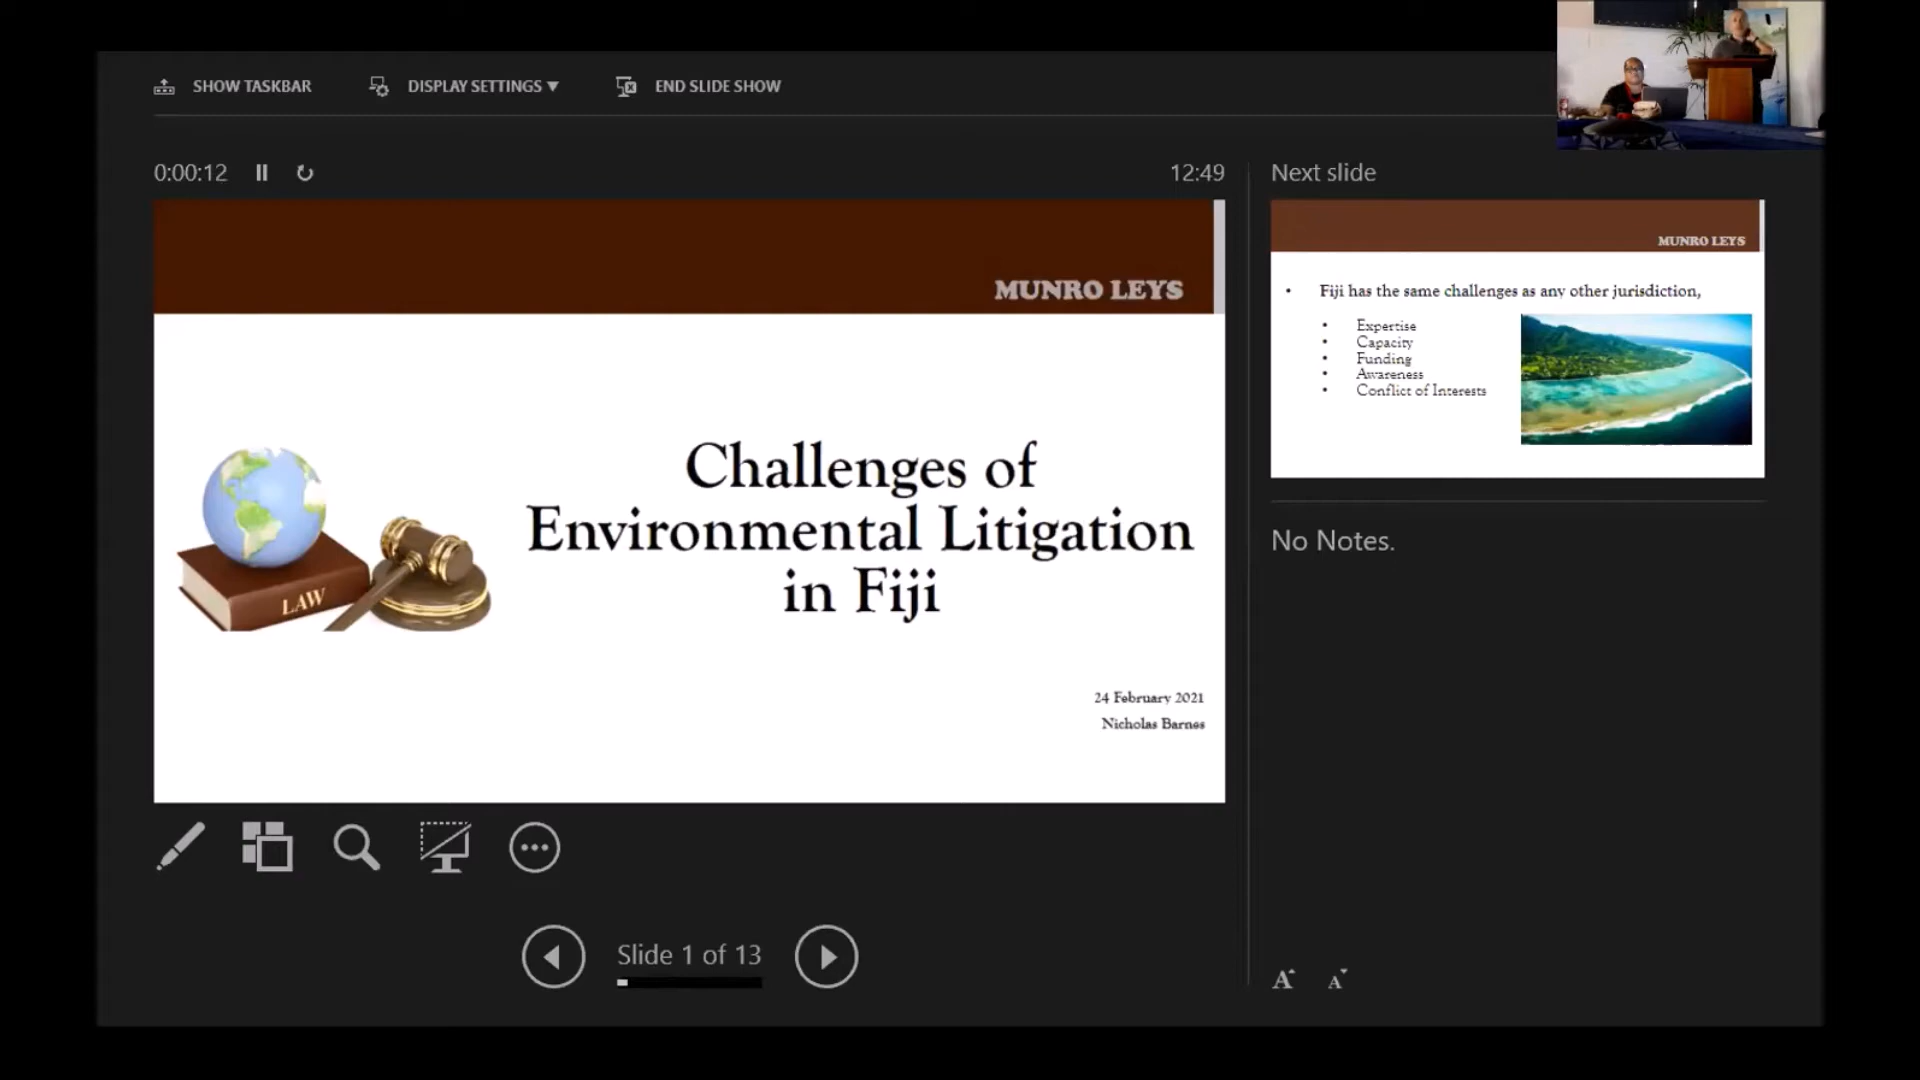 SHOW TASKBAR
DISPLAY SETTINGS ▼
END SLIDE SHOW
0:00:12
12:49
MUNRO LEYS
LAW
Challenges of
Environmental Litigation
in Fiji
24 February 2021
Nicholas Barnes
Slide 1 of 13
Next slide
MUNRO LEYS
• Fiji has the same challenges as any other jurisdiction,
• Expertise
• Capacity
• Funding
• Awareness
• Conflict of Interests
No Notes.
A A